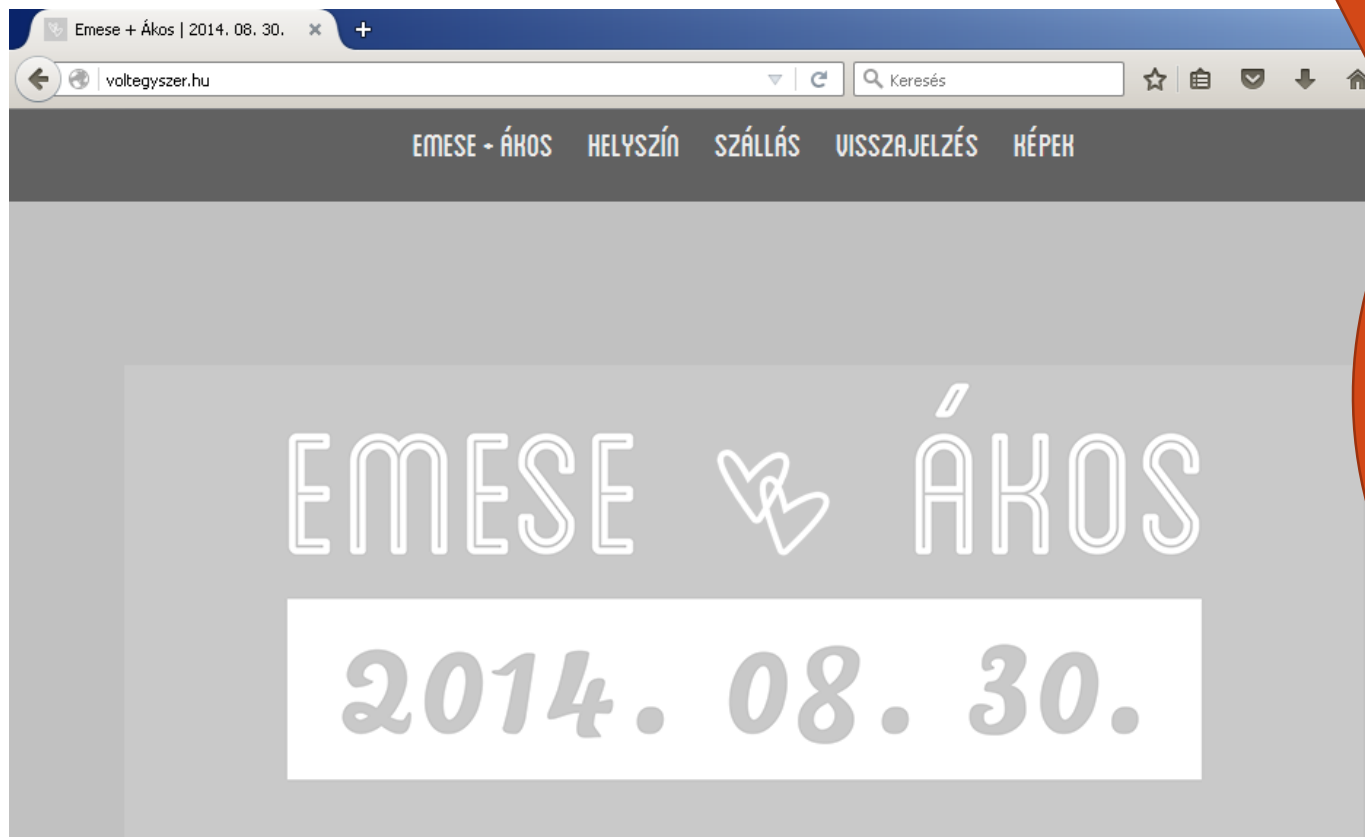 Emese + Ákos | 2014. 08. 30.
voltegyszer.hu
Keresés
EMESE + ÁKOS HELYSZÍN SZÁLLÁS VISSZAJELZÉS KÉPEK
EMESE ÁKOS
2014. 08. 30.